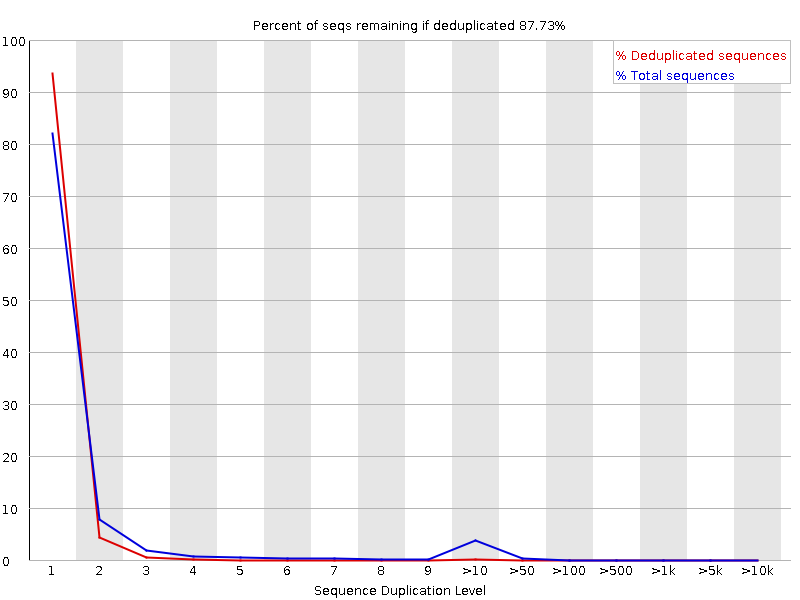 Percent of seqs remaining if deduplicated 87.73%
% Deduplicated sequences
% Total sequences
100
90
80
70
60
50
40
30
20
10
0
1 2 3 4 5 6 7 8 9 >10 >50 >100 >500 >1k >5k >10k
Sequence Duplication Level